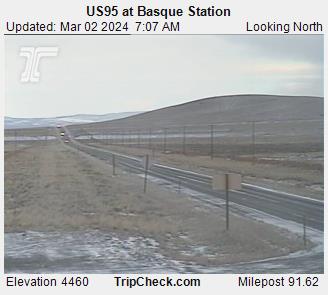 US95 at Basque Station
Updated: Mar 02 2024 7:07 AM Looking North
Elevation 4460 TripCheck.com Milepost 91.62